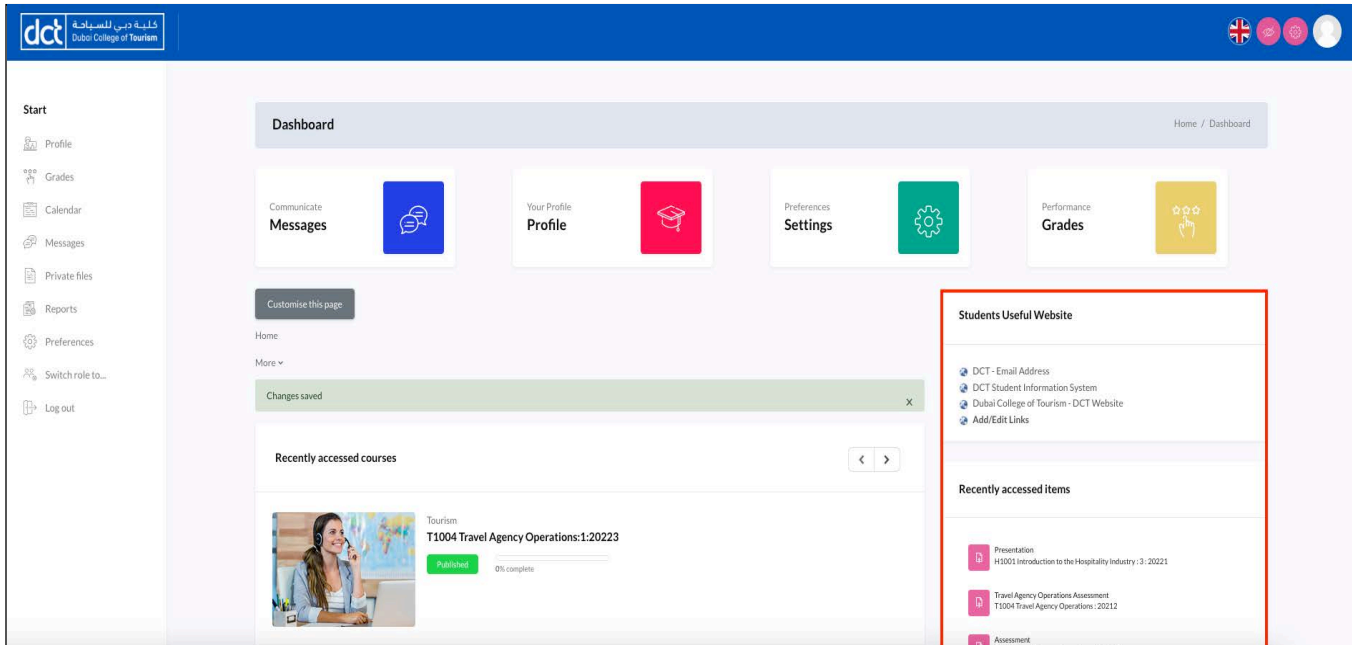 dct
كلية دبي للسياحة
Dubai College of Tourism
Start
Profile
Grades
Calendar
Messages
Private files
Reports
Preferences
Switch role to...
Log out
Dashboard
Home / Dashboard
Communicate
Messages
Your Profile
Profile
Preferences
Settings
Performance
Grades
Customise this page
Home
More
Changes saved
x
Recently accessed courses
Tourism
T1004 Travel Agency Operations:1:20223
Published
0% complete
Students Useful Website
DCT - Email Address
DCT Student Information System
Dubai College of Tourism - DCT Website
Add/Edit Links
Recently accessed items
Presentation
H1001 Introduction to the Hospitality Industry : 3 : 20221
Travel Agency Operations Assessment
T1004 Travel Agency Operations : 20212
Assessment